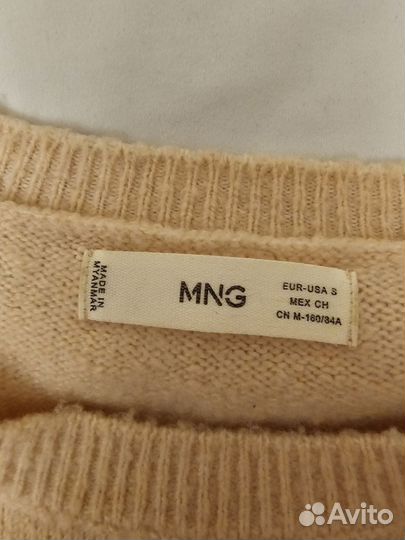 MADE IN
MYANMAR
MNG
EUR-USA S
MEX CH
CN M-160/84A
Avito